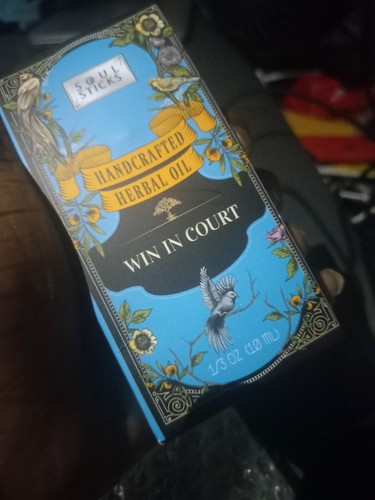 SOUL
STICKS
HANDCRAFTED
HERBAL OIL
WIN IN COURT
1/3 OZ (10 ML)